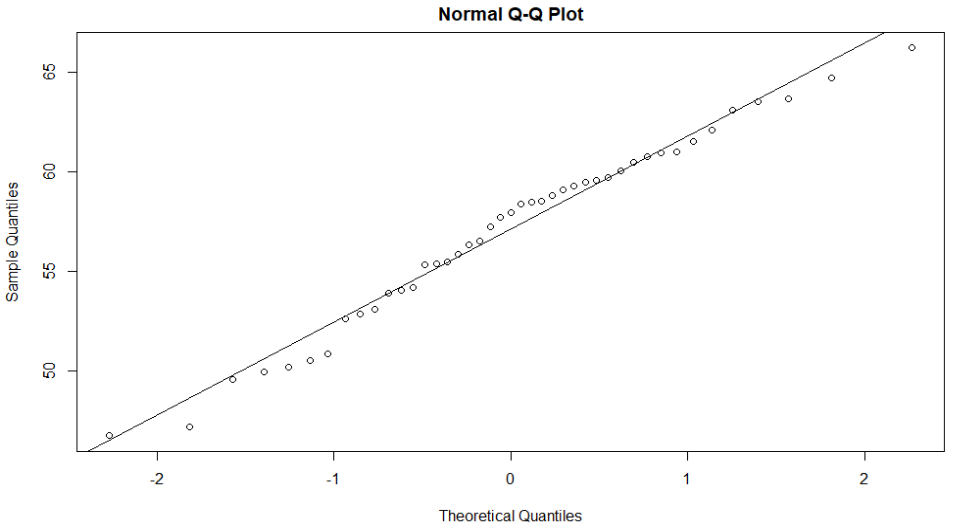 Normal Q-Q Plot
65
60
55
50
Sample Quantiles
-2 -1 0 1 2
Theoretical Quantiles